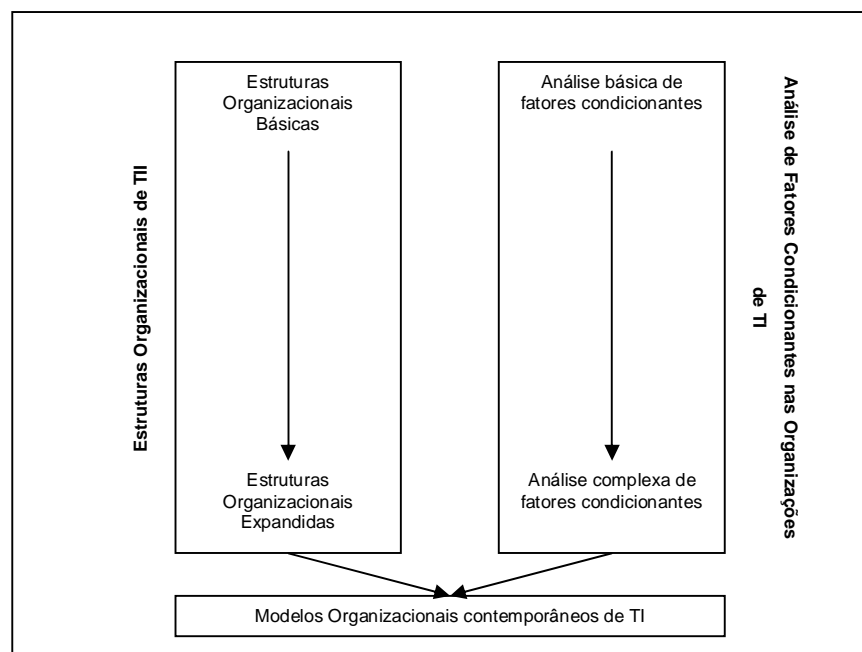 Estruturas Organizacionais de TII
Estruturas
Organizacionais
Básicas
Estruturas
Organizacionais
Expandidas
Análise básica de
fatores condicionantes
Análise complexa de
fatores condicionantes
Análise de Fatores Condicionantes nas Organizações
de TI
Modelos Organizacionais contemporâneos de TI